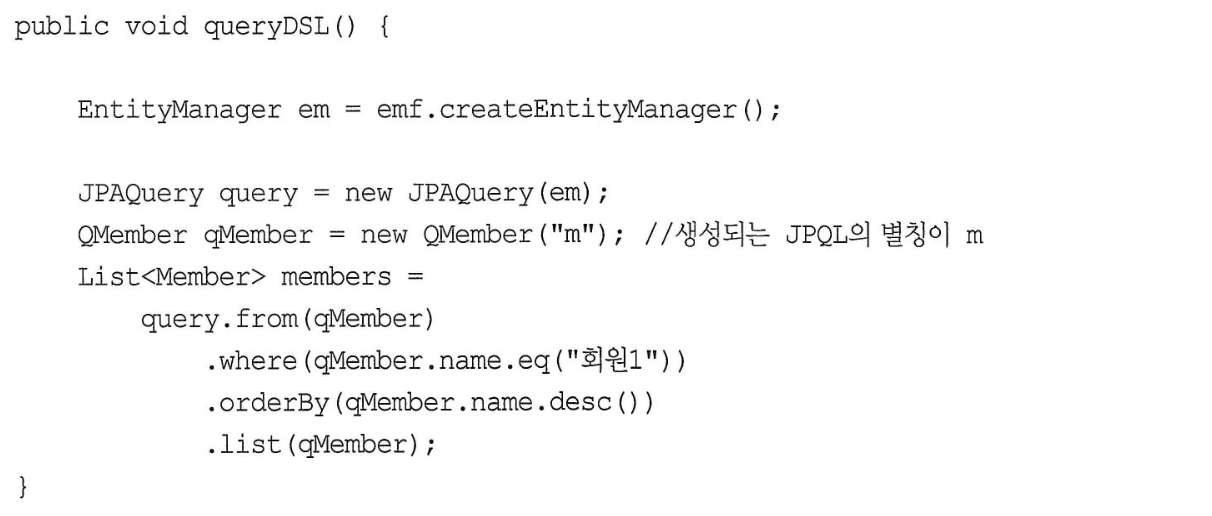 public void queryDSL() {
EntityManager em = emf.createEntityManager();
JPAQuery query = new JPAQuery(em);
QMember qMember = new QMember("m"); //생성되는 JPQL의 별칭이 m
List<Member> members =
query.from(qMember)
.where(qMember.name.eq("회원1"))
.orderBy(qMember.name.desc())
.list(qMember);
}